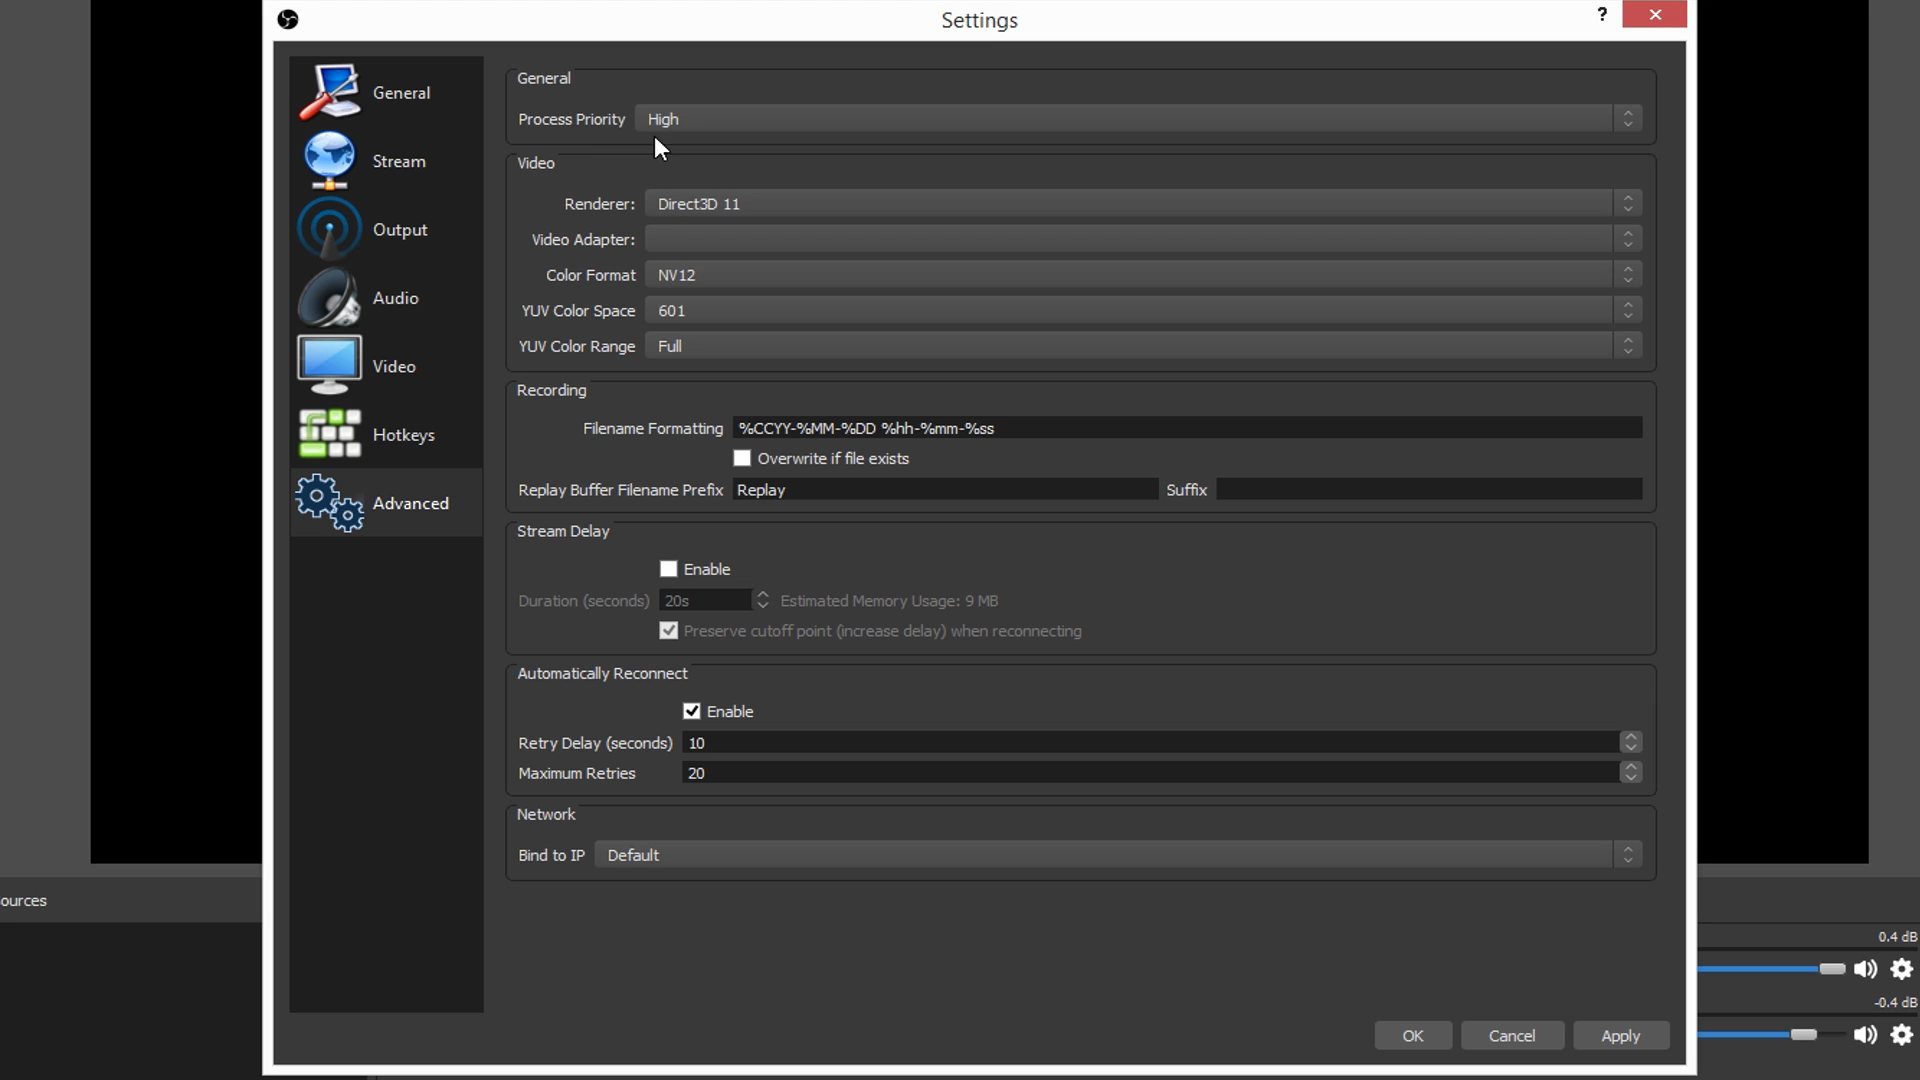 Settings
?
General
Stream
Output
Audio
Video
Hotkeys
Advanced
General
Process Priority High
Video
Renderer: Direct3D 11
Video Adapter:
Color Format NV12
YUV Color Space 601
YUV Color Range Full
Recording
Filename Formatting %CCYY-%MM-%DD %hh-%mm-%ss
Overwrite if file exists
Replay Buffer Filename Prefix Replay Suffix
Stream Delay
Enable
Duration (seconds) 20s Estimated Memory Usage: 9 MB
Preserve cutoff point (increase delay) when reconnecting
Automatically Reconnect
Enable
Retry Delay (seconds) 10
Maximum Retries 20
Network
Bind to IP Default
OK Cancel Apply
ources
0.4 dB
-0.4 dB